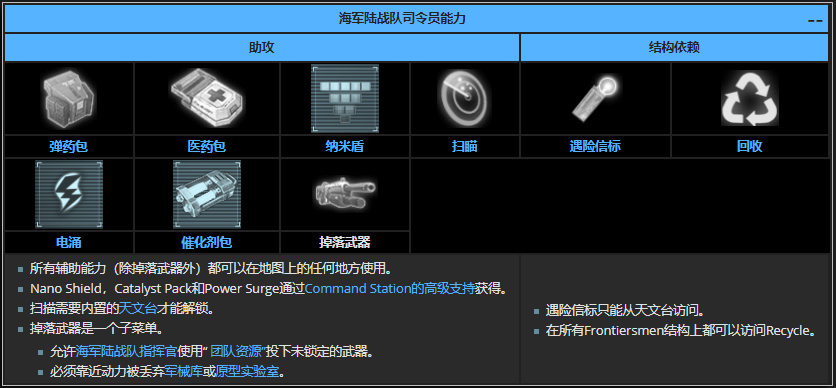 海军陆战队司令员能力
--
助攻 结构依赖
弹药包 医药包 纳米盾 扫瞄 遇险信标 回收
电涌 催化剂包 掉落武器
所有辅助能力（除掉落武器外）都可以在地图上的任何地方使用。
Nano Shield，Catalyst Pack和Power Surge通过Command Station的高级支持获得。
扫描需要内置的天文台才能解锁。
掉落武器是一个子菜单。
允许海军陆战队指挥官使用“ 团队资源”投下未锁定的武器。
必须靠近动力被丢弃军械库或原型实验室。
遇险信标只能从天文台访问。
在所有Frontiersmen结构上都可以访问Recycle。